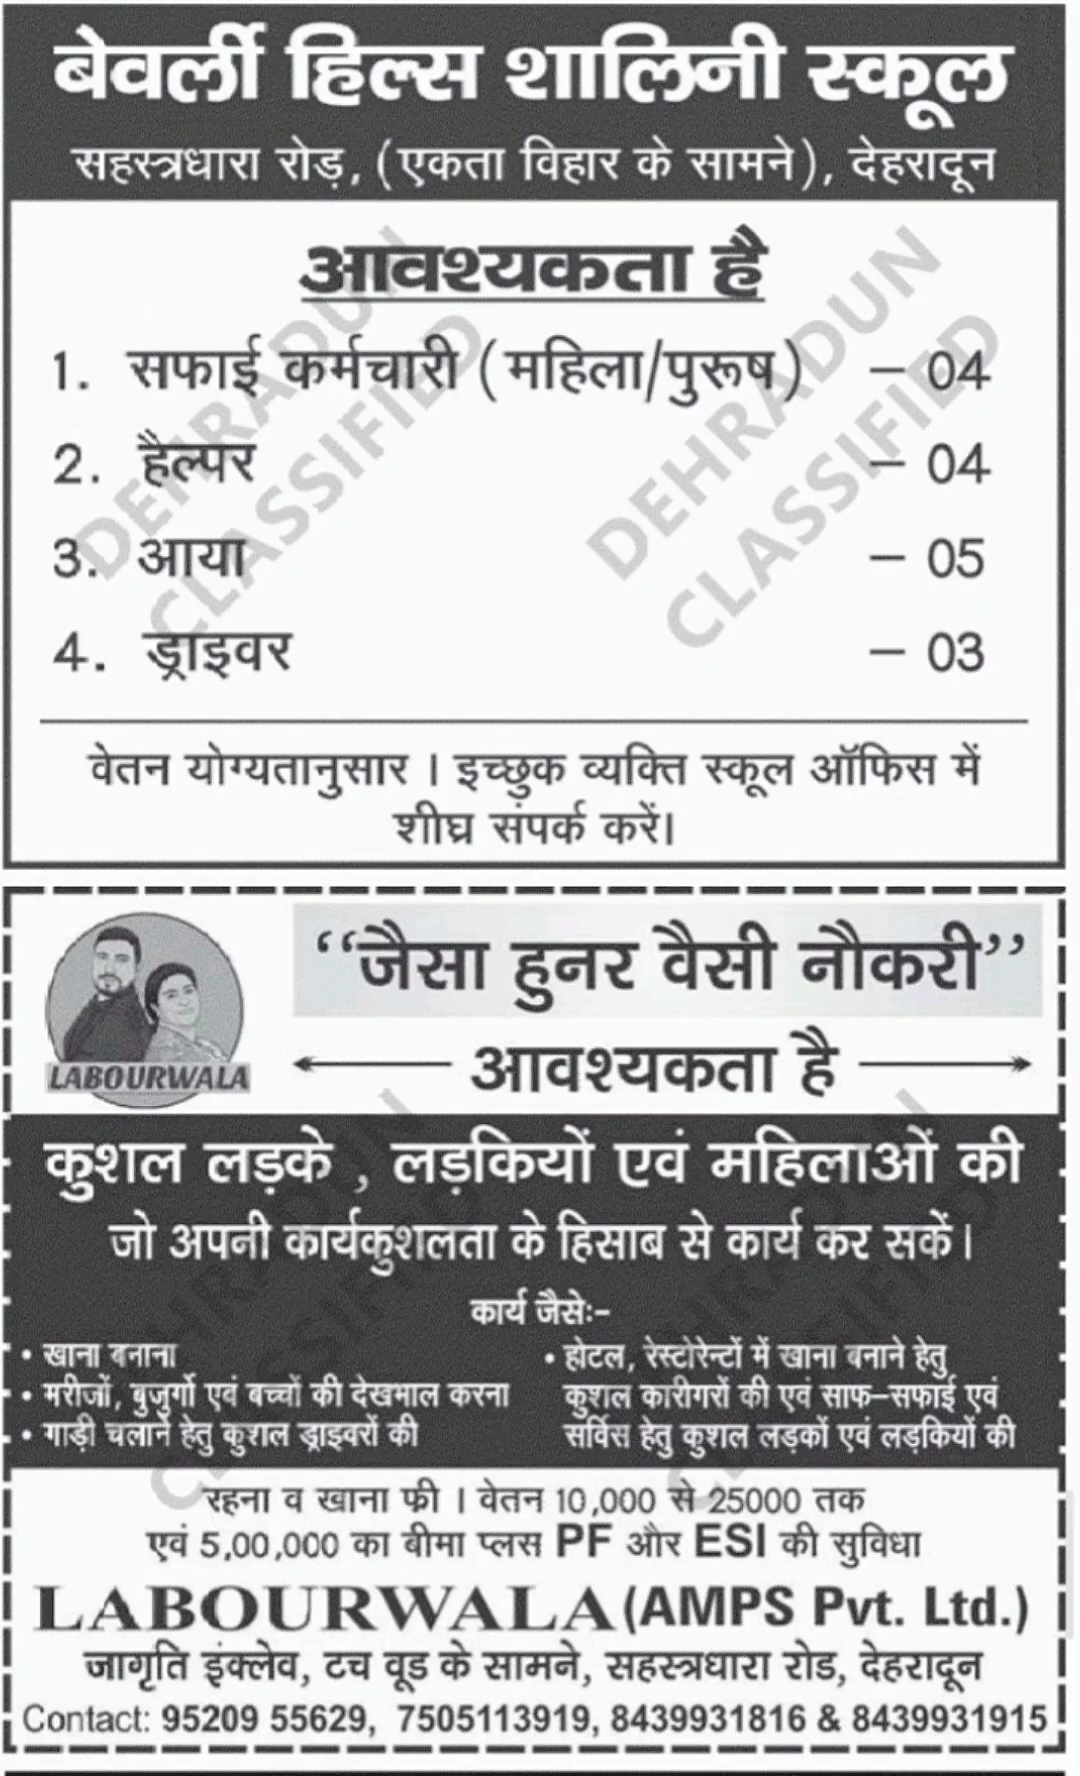 बेवर्ली हिल्स शालिनी स्कूल
सहस्त्रधारा रोड़, (एकता विहार के सामने), देहरादून
आवश्यकता है
1. सफाई कर्मचारी (महिला/पुरूष) – 04
2. हैल्पर – 04
3. आया – 05
4. ड्राइवर – 03
वेतन योग्यतानुसार । इच्छुक व्यक्ति स्कूल ऑफिस में
शीघ्र संपर्क करें।
DEHRADUN
CLASSIFIED
DEHRADUN
CLASSIFIED
LABOURWALA
“जैसा हुनर वैसी नौकरी”
आवश्यकता है
कुशल लड़के , लड़कियों एवं महिलाओं की
जो अपनी कार्यकुशलता के हिसाब से कार्य कर सकें।
कार्य जैसेः-
• खाना बनाना
• मरीजों, बुजुर्गो एवं बच्चों की देखभाल करना
• गाड़ी चलाने हेतु कुशल ड्राइवरों की
• होटल, रेस्टोरेन्टों में खाना बनाने हेतु
कुशल कारीगरों की एवं साफ–सफाई एवं
सर्विस हेतु कुशल लड़कों एवं लड़कियों की
रहना व खाना फ्री । वेतन 10,000 से 25000 तक
एवं 5,00,000 का बीमा प्लस PF और ESI की सुविधा
LABOURWALA (AMPS Pvt. Ltd.)
जागृति इंक्लेव, टच वूड के सामने, सहस्त्रधारा रोड, देहरादून
Contact: 95209 55629, 7505113919, 8439931816 & 8439931915
DEHRADUN
CLASSIFIED
DEHRADUN
CLASSIFIED